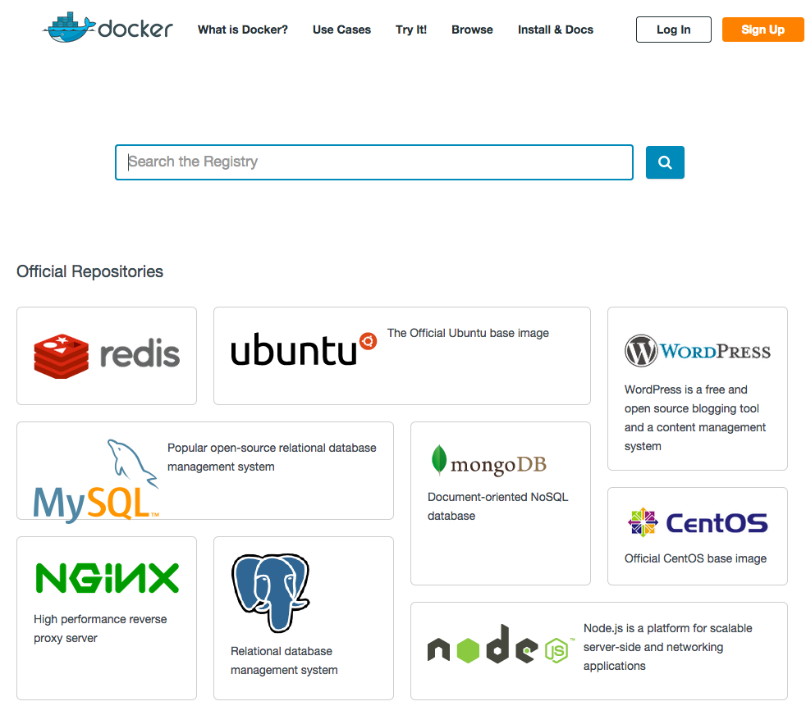 docker
What is Docker?
Use Cases
Try It!
Browse
Install & Docs
Log In
Sign Up
Search the Registry
Official Repositories
redis
ubuntu
The Official Ubuntu base image
WORDPRESS
WordPress is a free and
open source blogging tool
and a content management
system
MySQL™
Popular open-source relational database
management system
mongoDB
Document-oriented NoSQL
database
CentOS
Official CentOS base image
NGINX
High performance reverse
proxy server
Relational database
management system
node JS™
Node.js is a platform for scalable
server-side and networking
applications